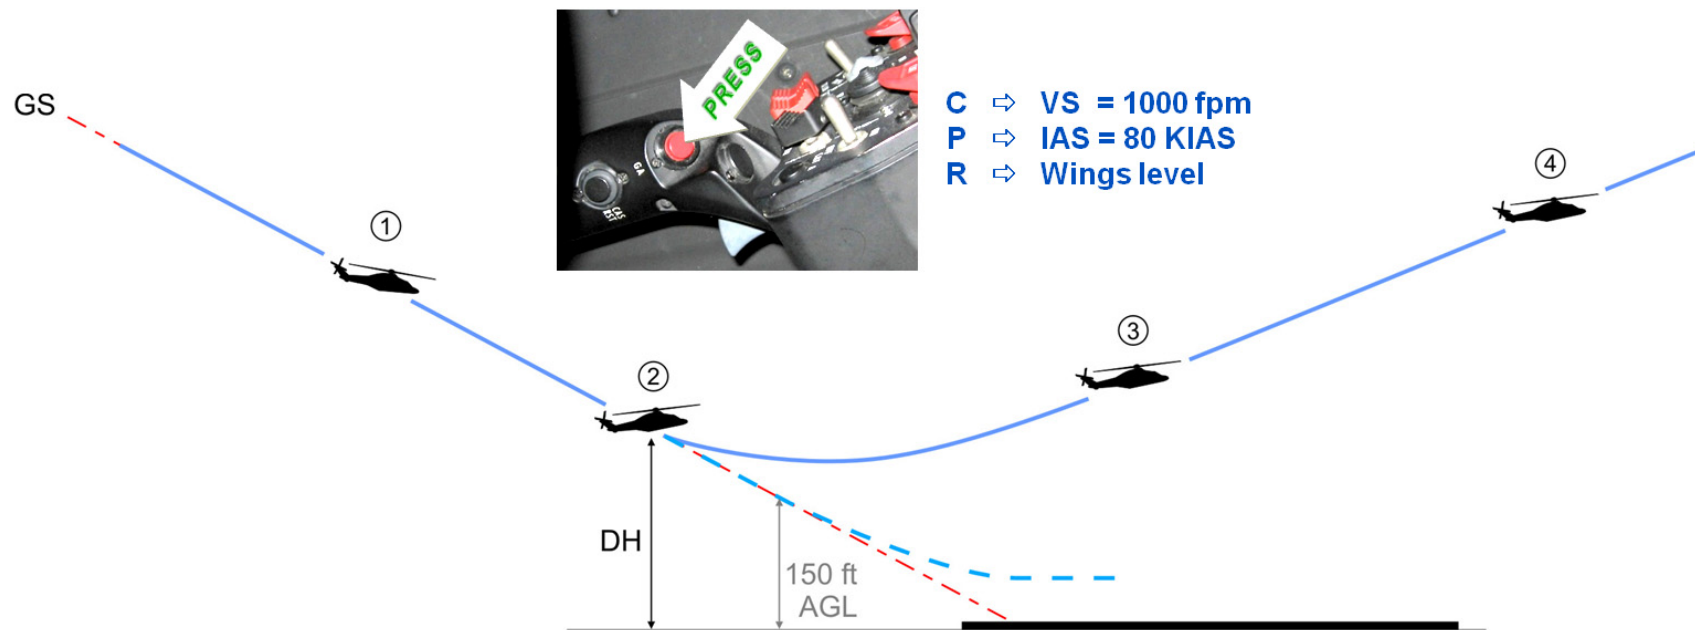 GS
PRESS
GA
C ⇨ VS = 1000 fpm
P ⇨ IAS = 80 KIAS
R ⇨ Wings level
1
2
3
4
DH
150 ft
AGL